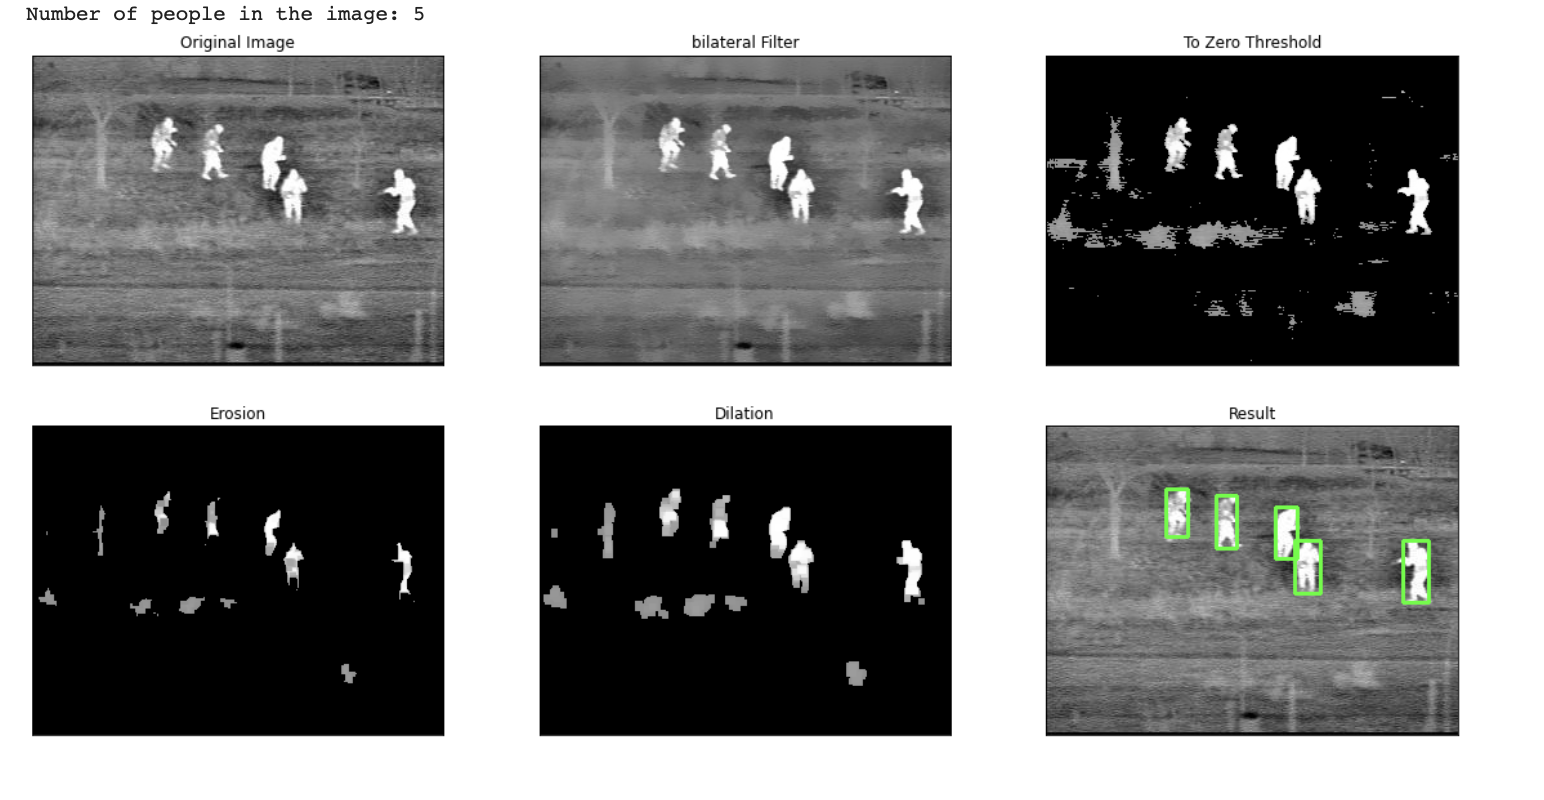 Number of people in the image: 5
Original Image
bilateral Filter
To Zero Threshold
Erosion
Dilation
Result